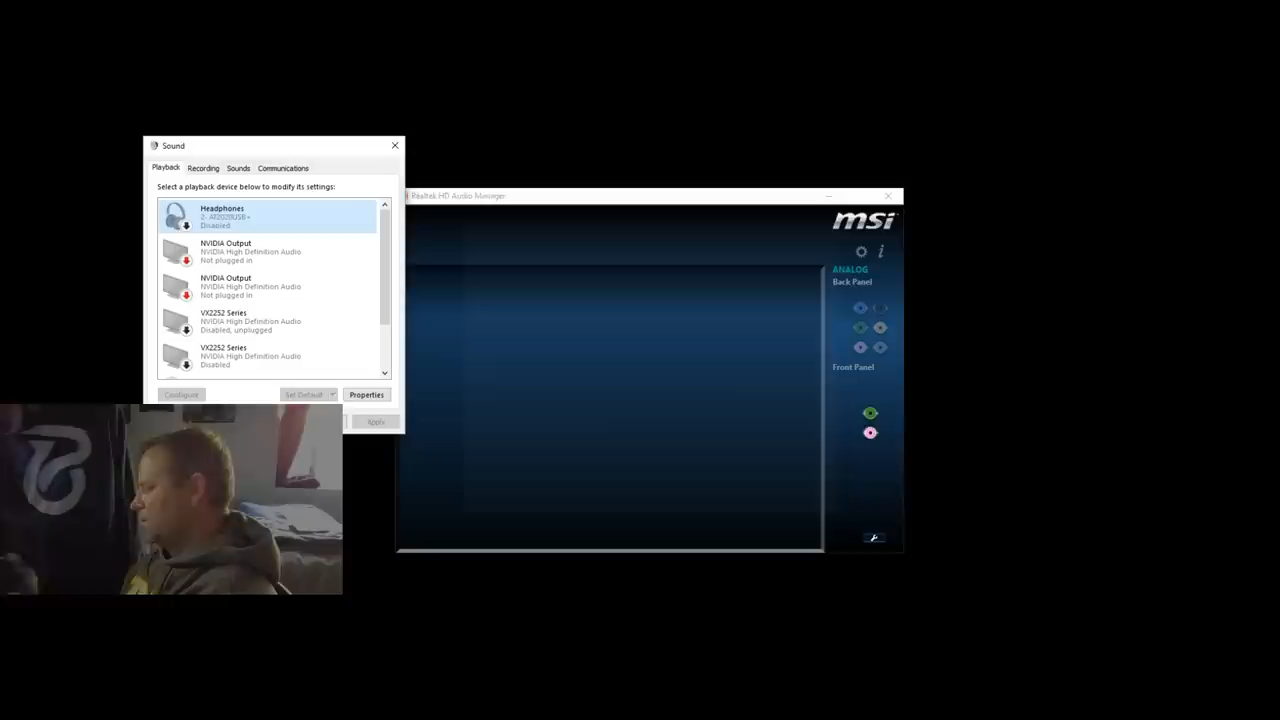 Sound
Playback
Recording
Sounds
Communications
Select a playback device below to modify its settings:
Headphones
2- AT2020USB+
Disabled
NVIDIA Output
NVIDIA High Definition Audio
Not plugged in
NVIDIA Output
NVIDIA High Definition Audio
Not plugged in
VX2252 Series
NVIDIA High Definition Audio
Disabled, unplugged
VX2252 Series
NVIDIA High Definition Audio
Disabled
Configure
Set Default
Properties
Apply
Realtek HD Audio Manager
msi
ANALOG
Back Panel
Front Panel